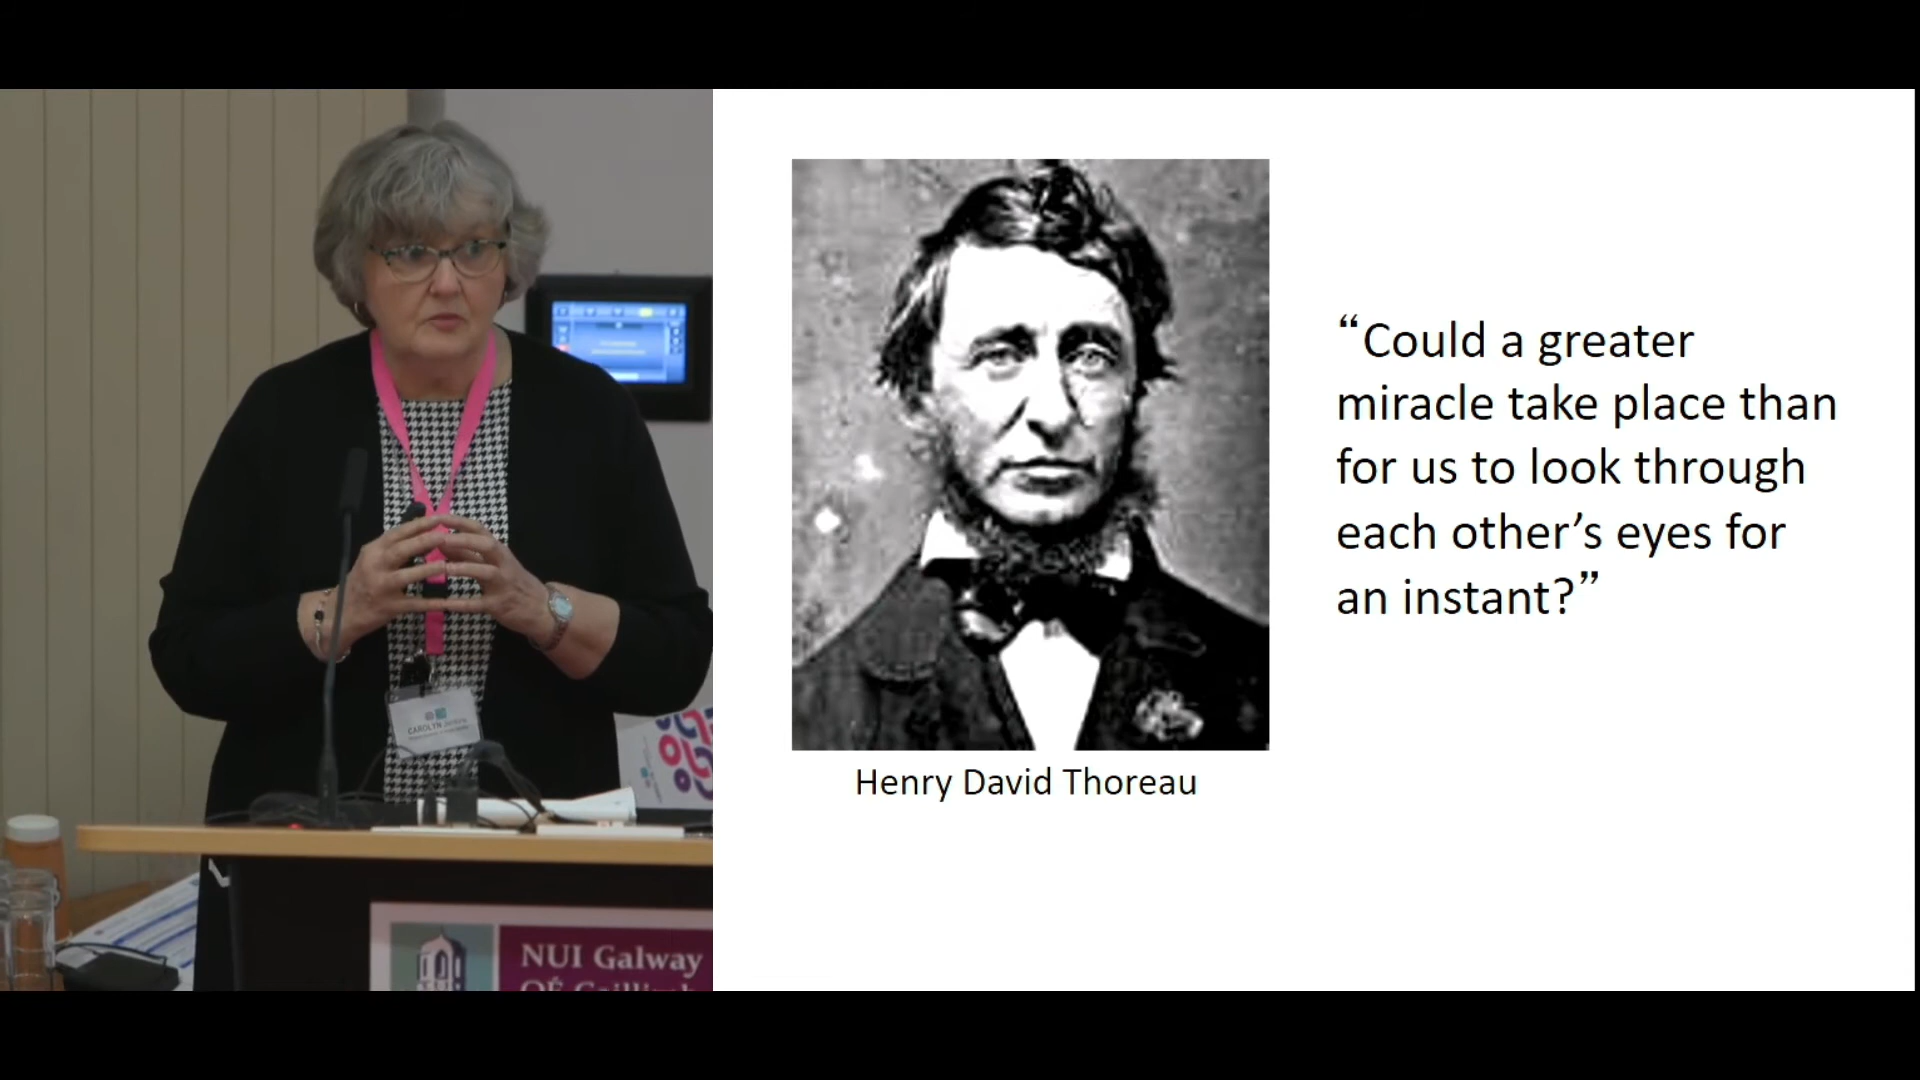 “Could a greater
miracle take place than
for us to look through
each other’s eyes for
an instant?”
Henry David Thoreau
CAROLYN
NUI Galway